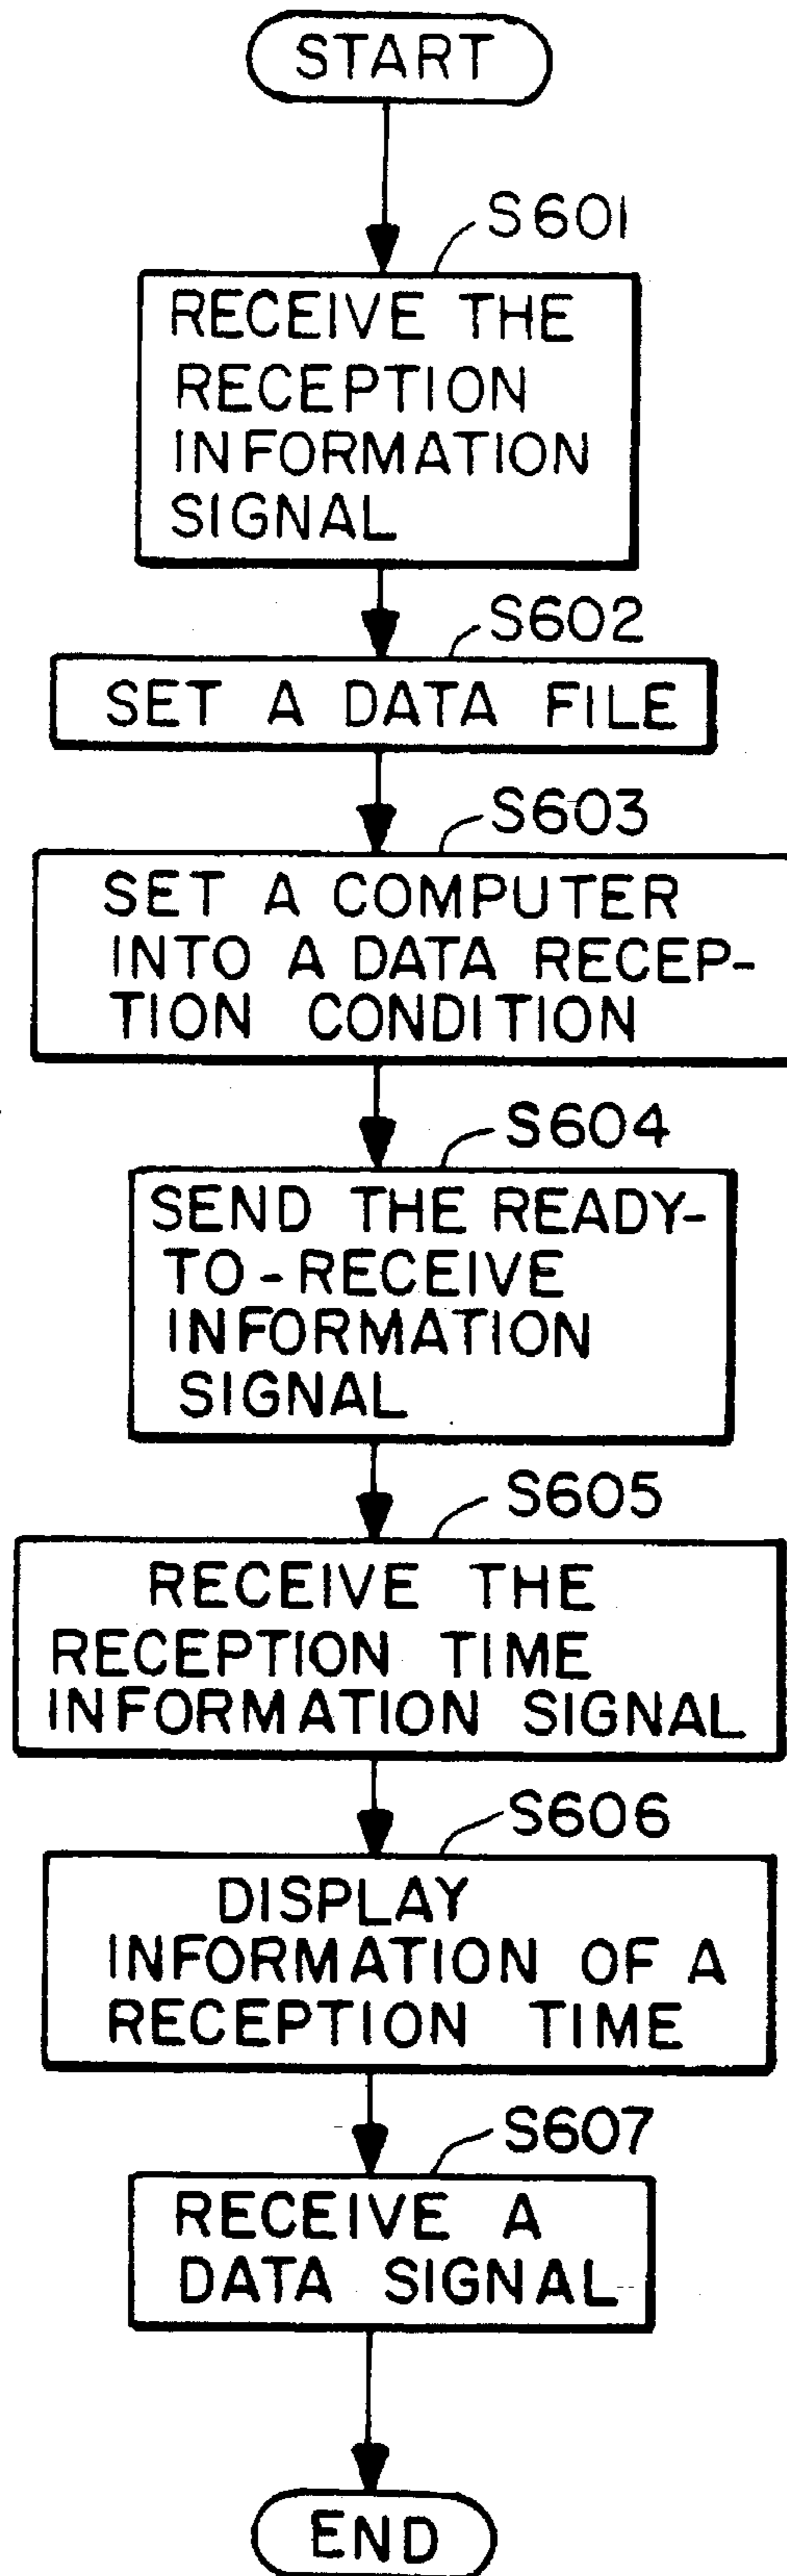 START
S601
RECEIVE THE
RECEPTION
INFORMATION
SIGNAL
S602
SET A DATA FILE
S603
SET A COMPUTER
INTO A DATA RECEP-
TION CONDITION
S604
SEND THE READY-
TO-RECEIVE
INFORMATION
SIGNAL
S605
RECEIVE THE
RECEPTION TIME
INFORMATION SIGNAL
S606
DISPLAY
INFORMATION OF A
RECEPTION TIME
S607
RECEIVE A
DATA SIGNAL
END